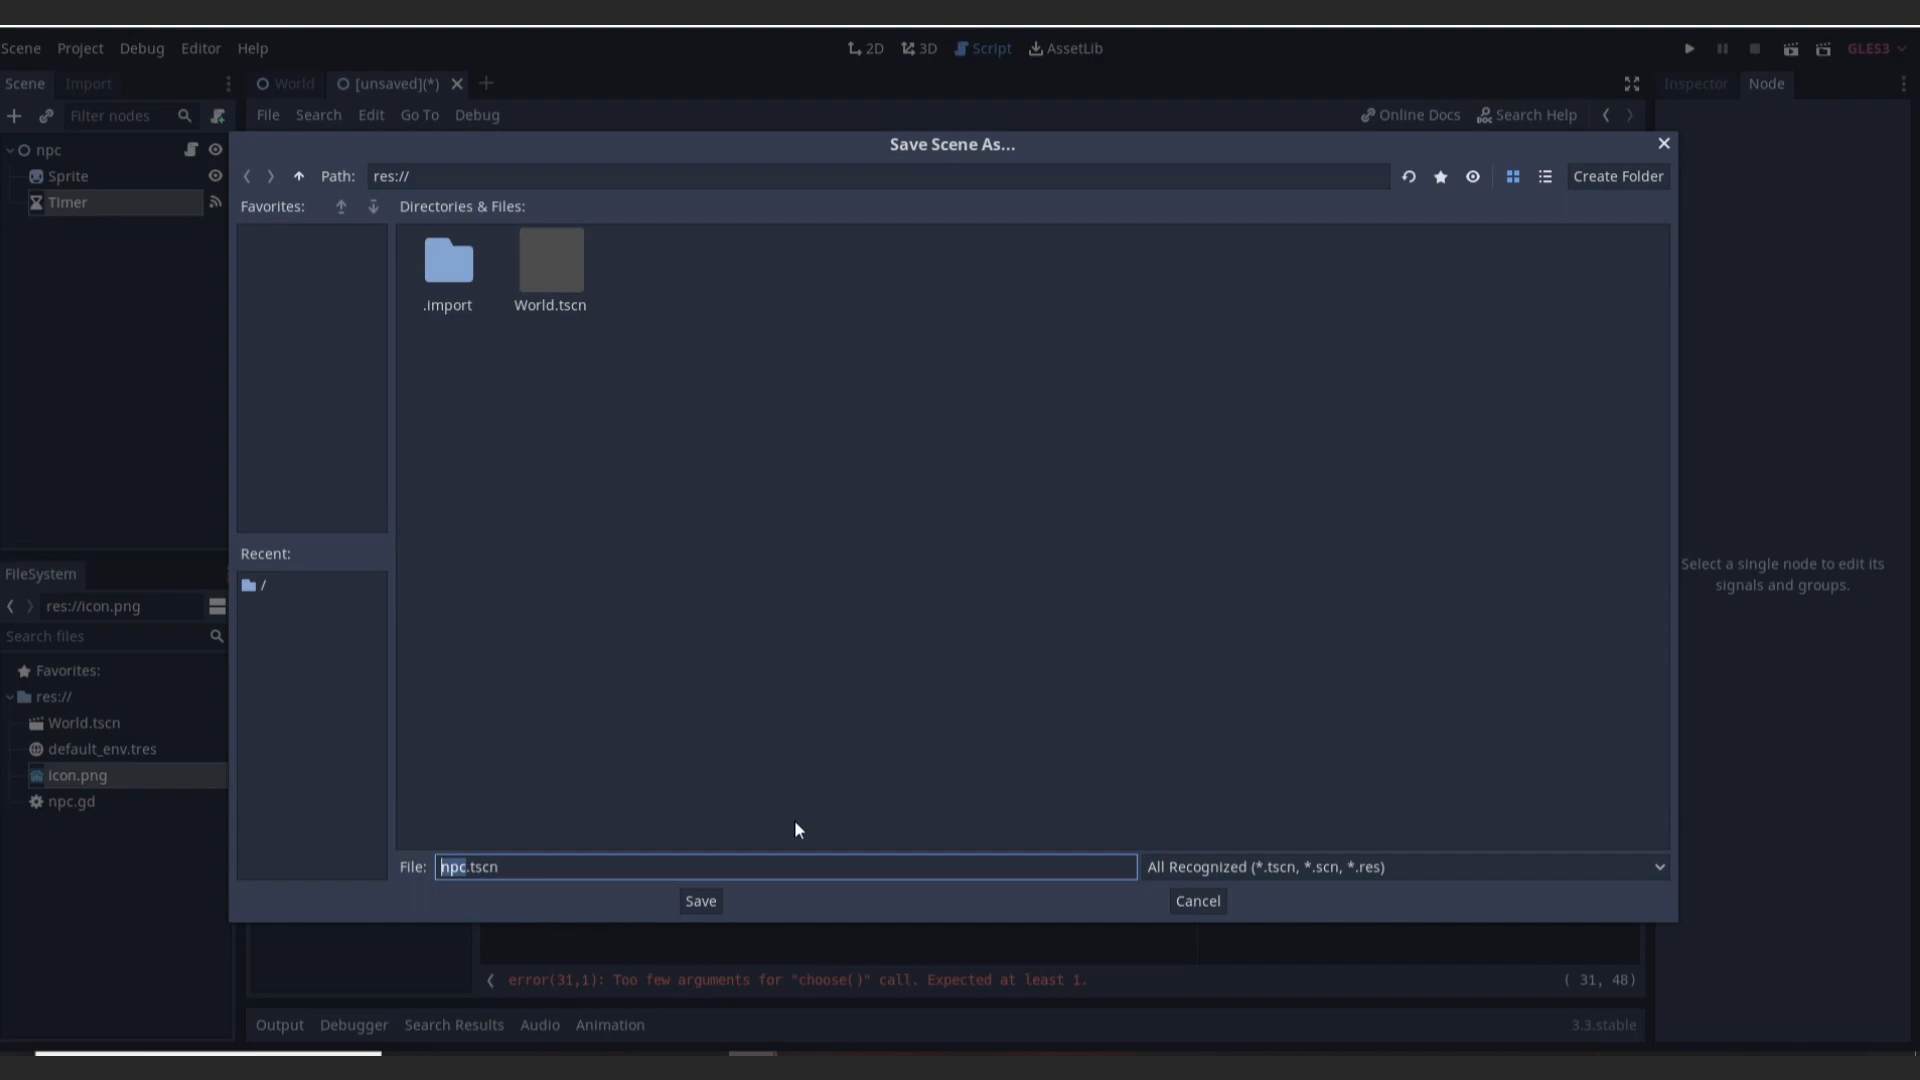 Scene Project Debug Editor Help
2D 3D Script AssetLib
GLES3
Scene Import
World [unsaved](*)
Inspector Node
Filter nodes
File Search Edit Go To Debug
Online Docs Search Help
npc
Sprite
Timer
Save Scene As...
Path: res://
Create Folder
Favorites:
Directories & Files:
.import
World.tscn
Recent:
/
File: npc.tscn
All Recognized (*.tscn, *.scn, *.res)
Save
Cancel
FileSystem
res://icon.png
Search files
Favorites:
res://
World.tscn
default_env.tres
icon.png
npc.gd
Select a single node to edit its
signals and groups.
error(31,1): Too few arguments for "choose()" call. Expected at least 1.
( 31, 48)
Output Debugger Search Results Audio Animation
3.3.stable